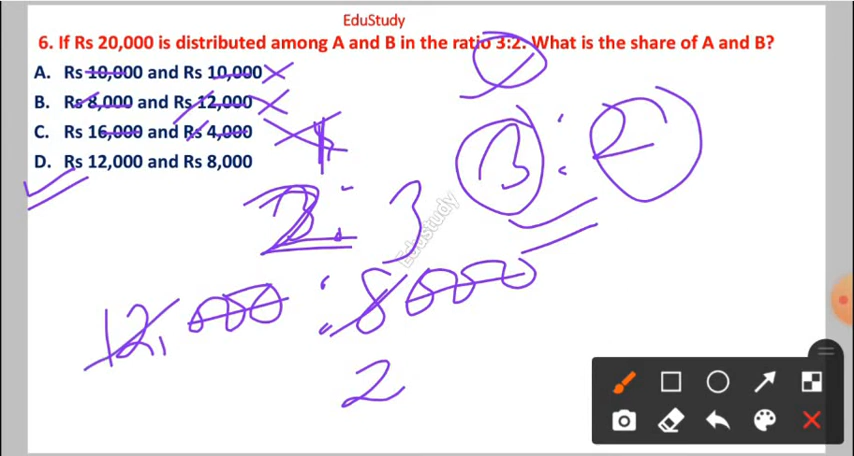 EduStudy
6. If Rs 20,000 is distributed among A and B in the ratio 3:2. What is the share of A and B?
A. Rs 10,000 and Rs 10,000
B. Rs 8,000 and Rs 12,000
C. Rs 16,000 and Rs 4,000
D. Rs 12,000 and Rs 8,000
3 : 2
: 3
Edustudy
12,000 : 8000
2